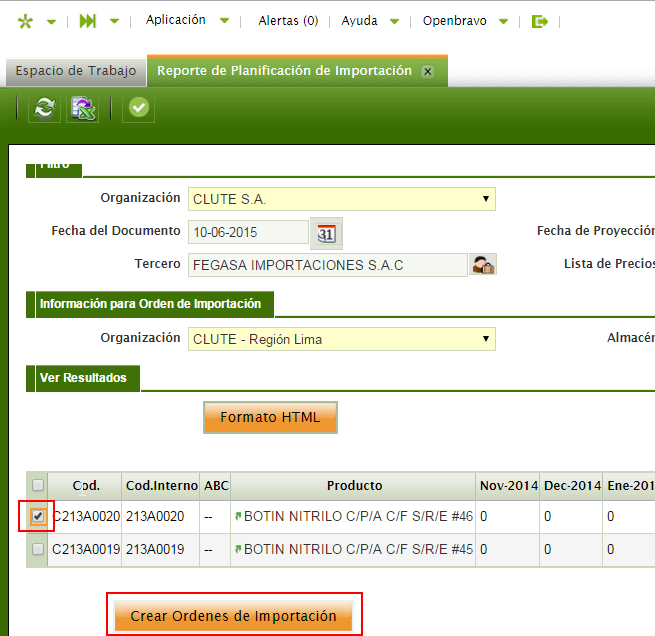 Aplicación Alertas (0) Ayuda Openbravo
Espacio de Trabajo Reporte de Planificación de Importación x
Filtro
Organización CLUTE S.A.
Fecha del Documento 10-06-2015 31 Fecha de Proyección
Tercero FEGASA IMPORTACIONES S.A.C Lista de Precios
Información para Orden de Importación
Organización CLUTE - Región Lima Almacén
Ver Resultados
Formato HTML
Cod. Cod.Interno ABC Producto Nov-2014 Dec-2014 Ene-201
C213A0020 213A0020 -- BOTIN NITRILO C/P/A C/F S/R/E #46 0 0 0
C213A0019 213A0019 -- BOTIN NITRILO C/P/A C/F S/R/E #45 0 0 0
Crear Ordenes de Importación